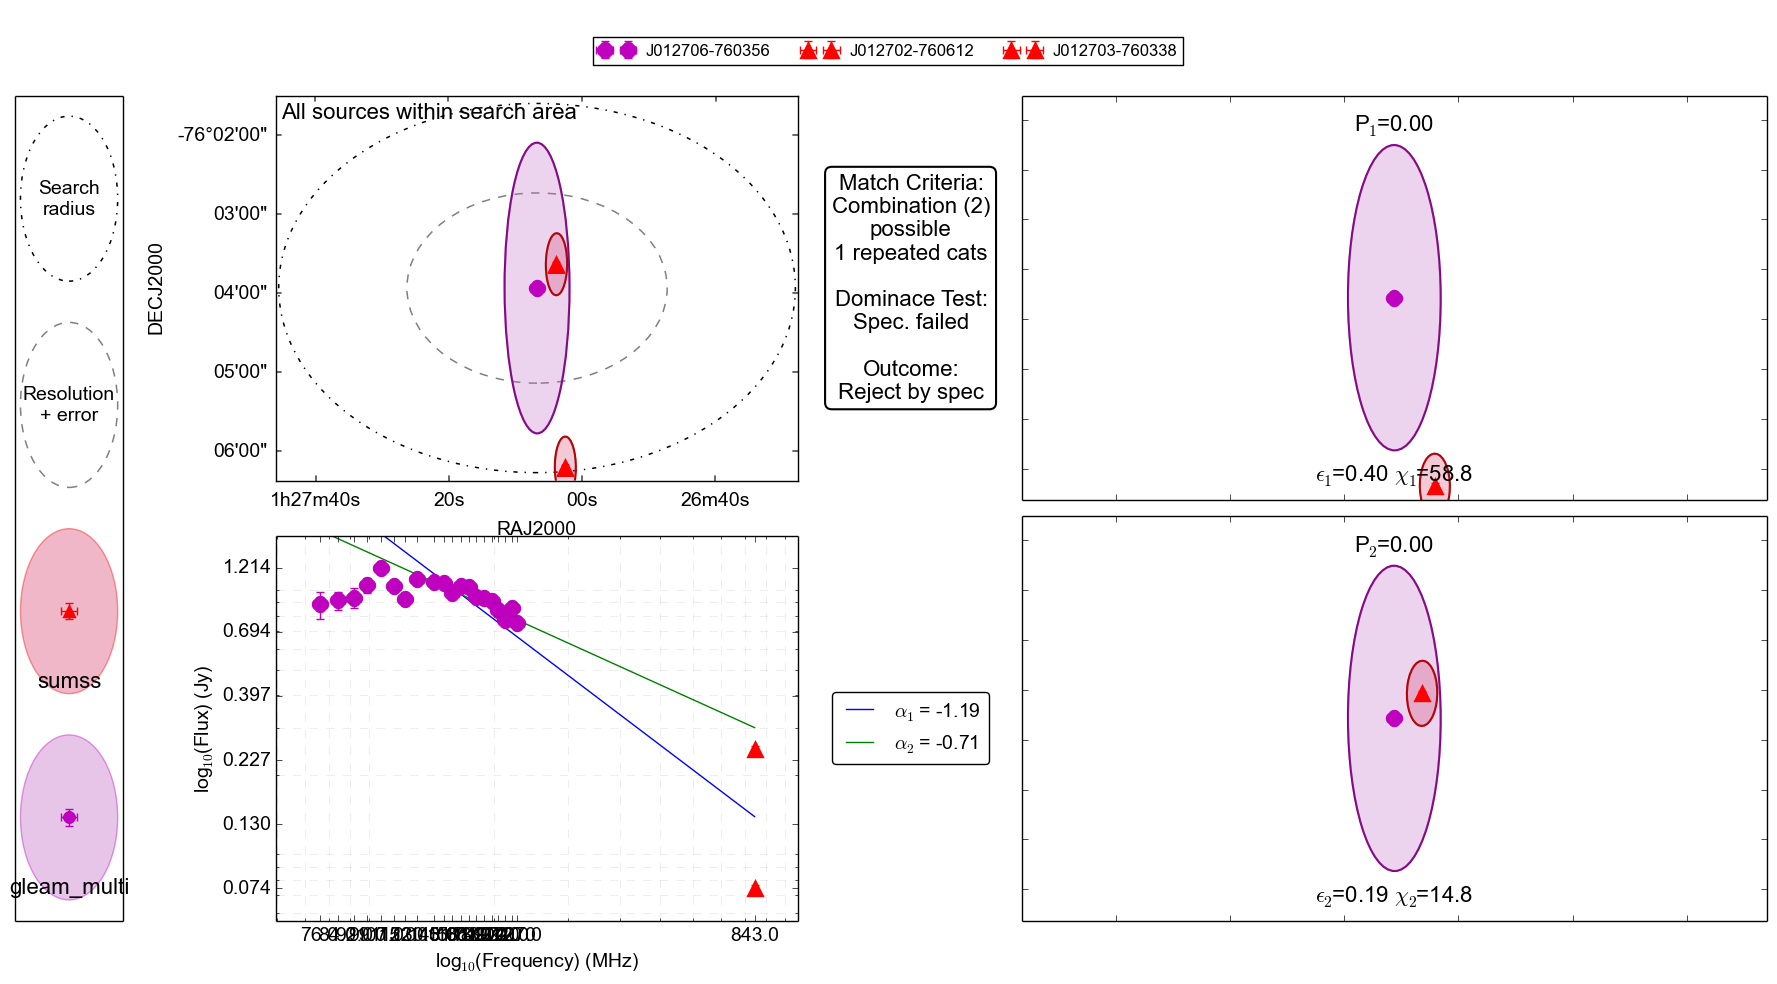 J012706-760356 J012702-760612 J012703-760338
Search
radius
Resolution
+ error
sumss
gleam_multi
All sources within search area
DECJ2000
-76°02'00"
03'00"
04'00"
05'00"
06'00"
1h27m40s 20s 00s 26m40s
RAJ2000
Match Criteria:
Combination (2)
possible
1 repeated cats
Dominace Test:
Spec. failed
Outcome:
Reject by spec
P1=0.00
ϵ1=0.40 χ1=58.8
log10(Flux) (Jy)
1.214
0.694
0.397
0.227
0.130
0.074
843.0
log10(Frequency) (MHz)
α1 = -1.19
α2 = -0.71
P2=0.00
ϵ2=0.19 χ2=14.8